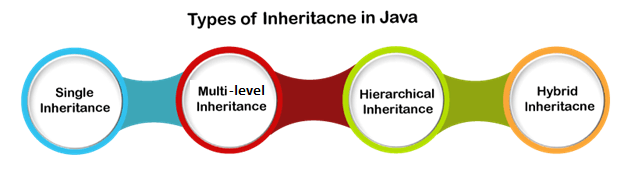 Types of Inheritacne in Java
Single
Inheritance
Multi-level
Inheritance
Hierarchical
Inheritance
Hybrid
Inheritacne